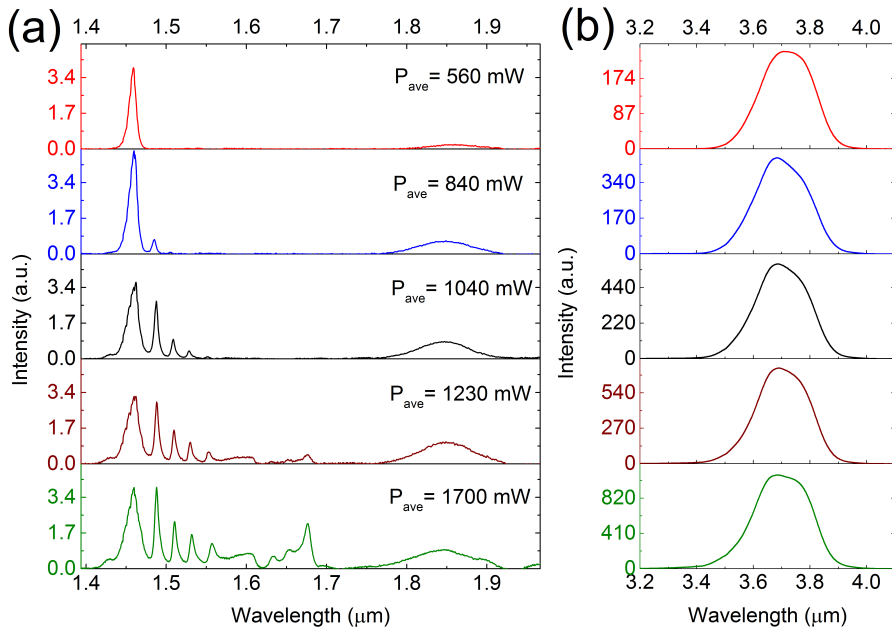 (a)
1.4 1.5 1.6 1.7 1.8 1.9
3.4
1.7
0.0
P_ave = 560 mW
3.4
1.7
0.0
P_ave = 840 mW
3.4
1.7
0.0
P_ave = 1040 mW
3.4
1.7
0.0
P_ave = 1230 mW
3.4
1.7
0.0
P_ave = 1700 mW
1.4 1.5 1.6 1.7 1.8 1.9
Wavelength (μm)
Intensity (a.u.)
(b)
3.2 3.4 3.6 3.8 4.0
174
87
0
340
170
0
440
220
0
540
270
0
820
410
0
3.2 3.4 3.6 3.8 4.0
Wavelength (μm)
Intensity (a.u.)